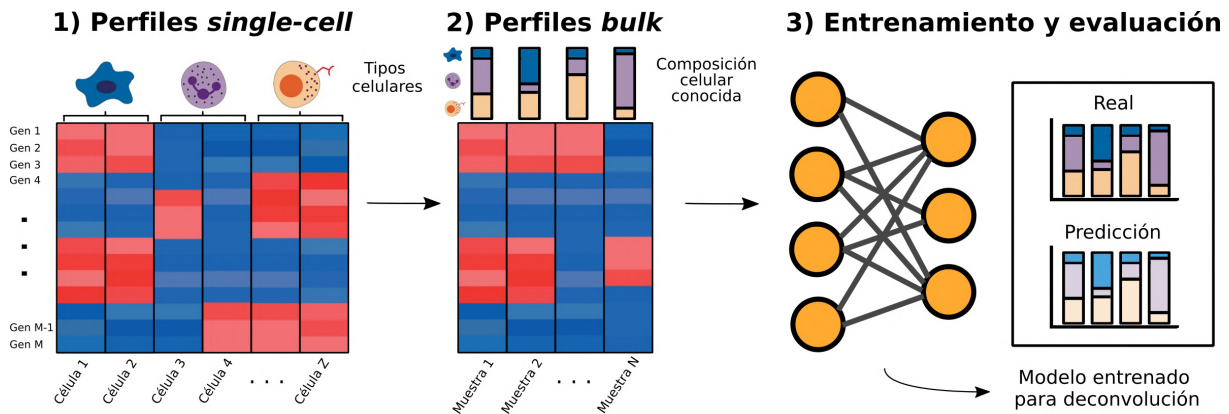 1) Perfiles single-cell
Tipos
celulares
Gen 1
Gen 2
Gen 3
Gen 4
Gen M-1
Gen M
Célula 1
Célula 2
Célula 3
Célula 4
. . .
Célula Z
2) Perfiles bulk
Composición
celular
conocida
Muestra 1
Muestra 2
. . .
Muestra N
3) Entrenamiento y evaluación
Real
Predicción
Modelo entrenado
para deconvolución